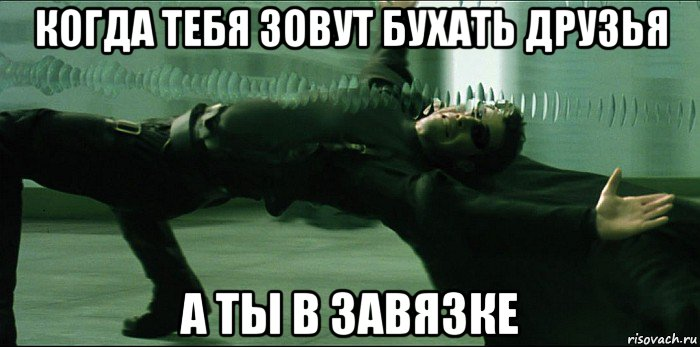 КОГДА ТЕБЯ ЗОВУТ БУХАТЬ ДРУЗЬЯ
А ТЫ В ЗАВЯЗКЕ
risovach.ru